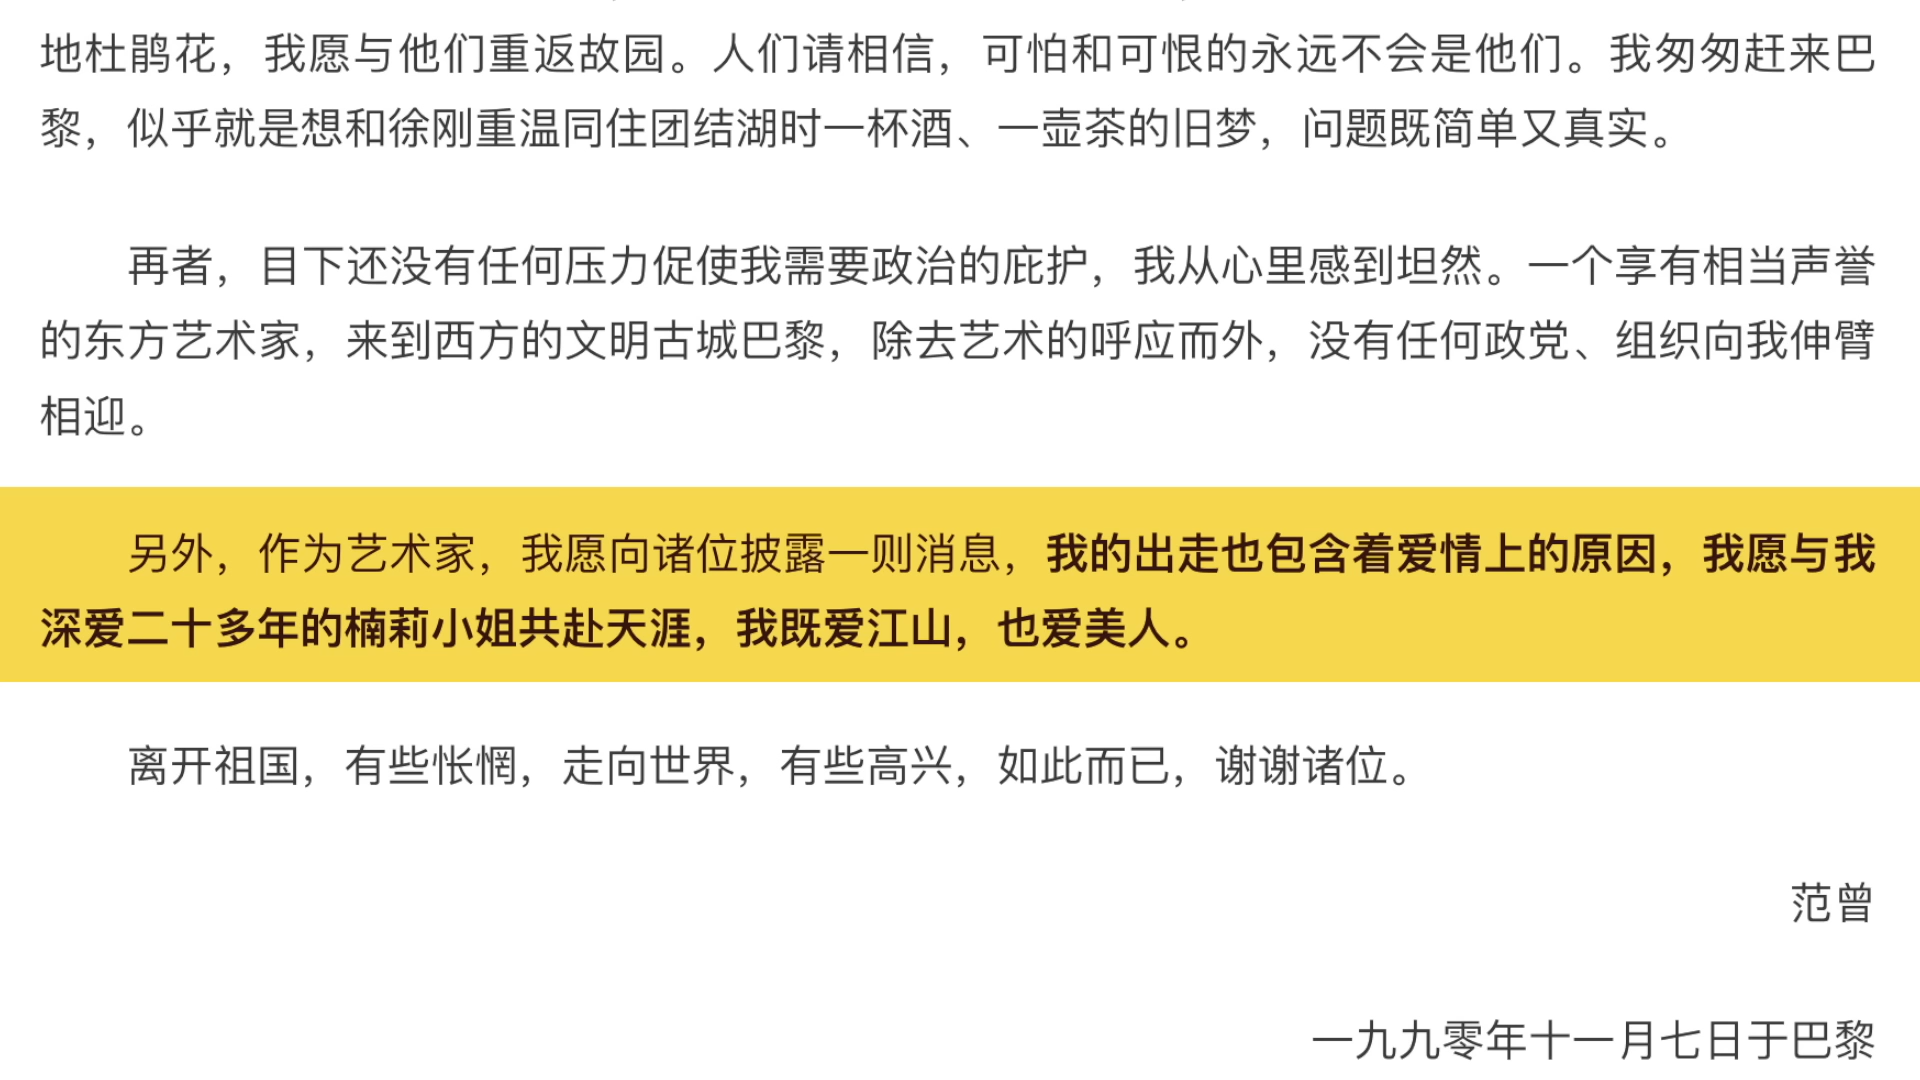 地杜鹃花，我愿与他们重返故园。人们请相信，可怕和可恨的永远不会是他们。我匆匆赶来巴
黎，似乎就是想和徐刚重温同住团结湖时一杯酒、一壶茶的旧梦，问题既简单又真实。
再者，目下还没有任何压力促使我需要政治的庇护，我从心里感到坦然。一个享有相当声誉
的东方艺术家，来到西方的文明古城巴黎，除去艺术的呼应而外，没有任何政党、组织向我伸臂
相迎。
另外，作为艺术家，我愿向诸位披露一则消息，我的出走也包含着爱情上的原因，我愿与我
深爱二十多年的楠莉小姐共赴天涯，我既爱江山，也爱美人。
离开祖国，有些怅惘，走向世界，有些高兴，如此而已，谢谢诸位。
范曾
一九九零年十一月七日于巴黎